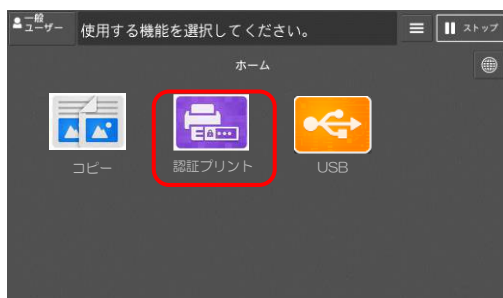 一般
ユーザー
使用する機能を選択してください。
ストップ
ホーム
コピー
認証プリント
USB